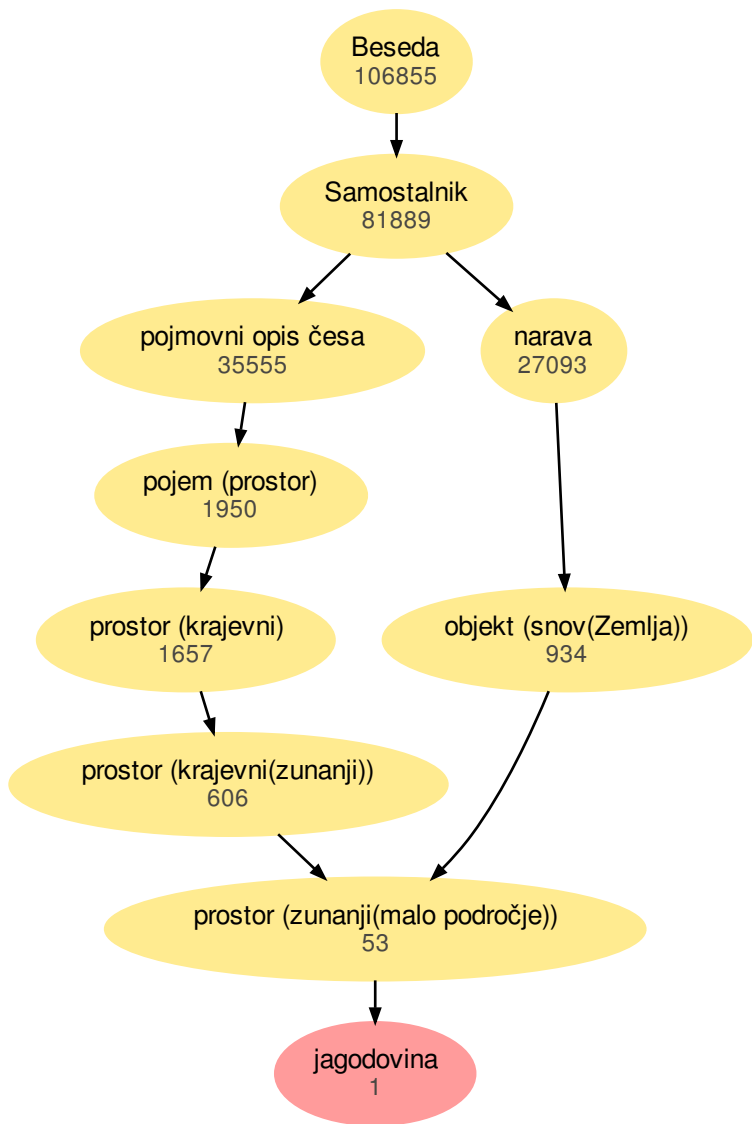 Beseda
106855
Samostalnik
81889
pojmovni opis česa
35555
narava
27093
pojem (prostor)
1950
prostor (krajevni)
1657
objekt (snov(Zemlja))
934
prostor (krajevni(zunanji))
606
prostor (zunanji(malo področje))
53
jagodovina
1